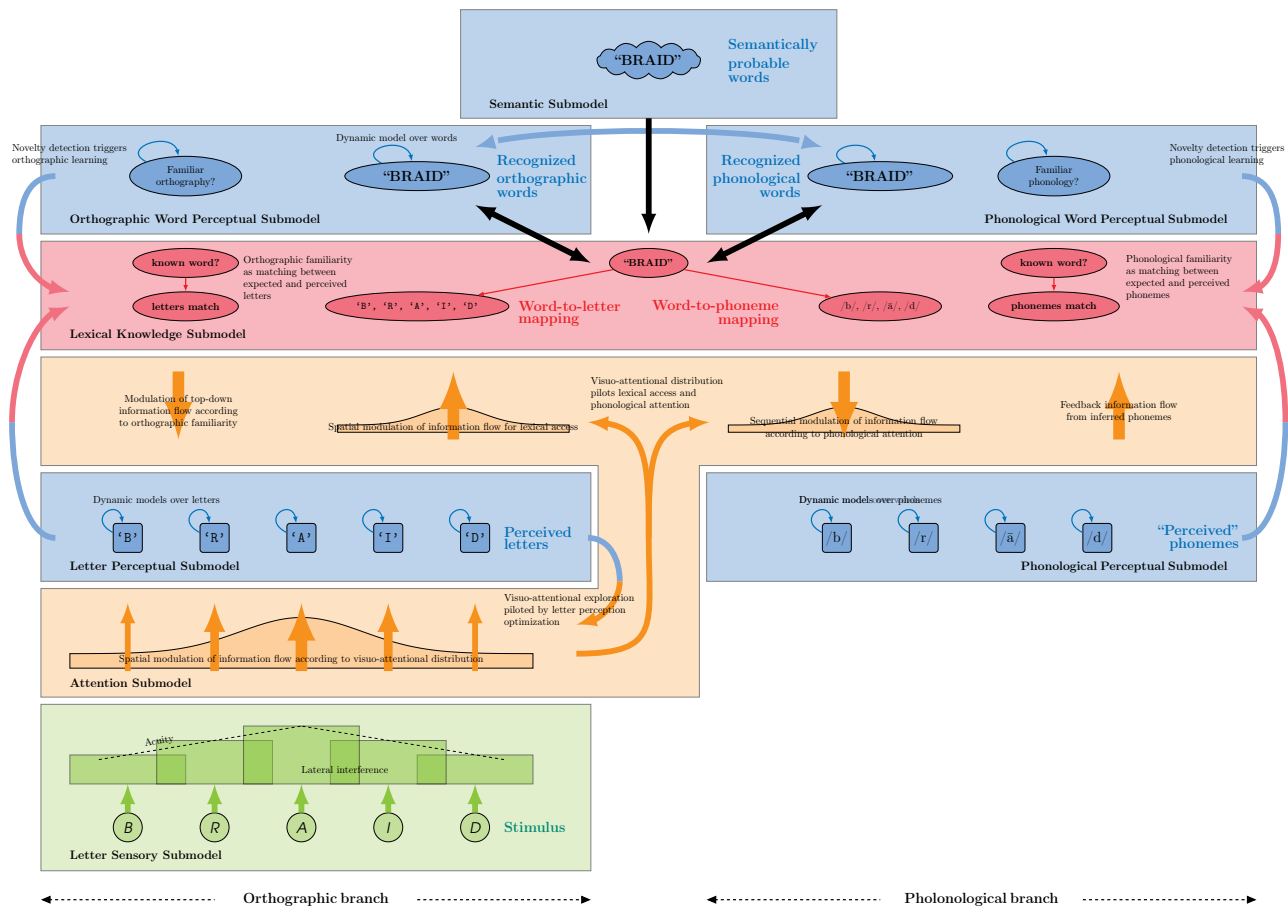 “BRAID”
Semantically
probable
words
Semantic Submodel
Novelty detection triggers
orthographic learning
Familiar
orthography?
Dynamic model over words
“BRAID”
Recognized
orthographic
words
Orthographic Word Perceptual Submodel
Recognized
phonological
words
“BRAID”
Familiar
phonology?
Novelty detection triggers
phonological learning
Phonological Word Perceptual Submodel
known word?
letters match
Orthographic familiarity
as matching between
expected and perceived
letters
“BRAID”
‘B’, ‘R’, ‘A’, ‘I’, ‘D’
Word-to-letter
mapping
Word-to-phoneme
mapping
/b/, /r/, /ā/, /d/
known word?
phonemes match
Phonological familiarity
as matching between
expected and perceived
phonemes
Lexical Knowledge Submodel
Modulation of top-down
information flow according
to orthographic familiarity
Spatial modulation of information flow for lexical access
Visuo-attentional distribution
pilots lexical access and
phonological attention
Sequential modulation of information flow
according to phonological attention
Feedback information flow
from inferred phonemes
Dynamic models over letters
‘B’
‘R’
‘A’
‘I’
‘D’
Perceived
letters
Letter Perceptual Submodel
Dynamic models over phonemes
/b/
/r/
/ā/
/d/
“Perceived”
phonemes
Phonological Perceptual Submodel
Visuo-attentional exploration
piloted by letter perception
optimization
Spatial modulation of information flow according to visuo-attentional distribution
Attention Submodel
Acuity
Lateral interference
B
R
A
I
D
Stimulus
Letter Sensory Submodel
Orthographic branch
Pholonological branch